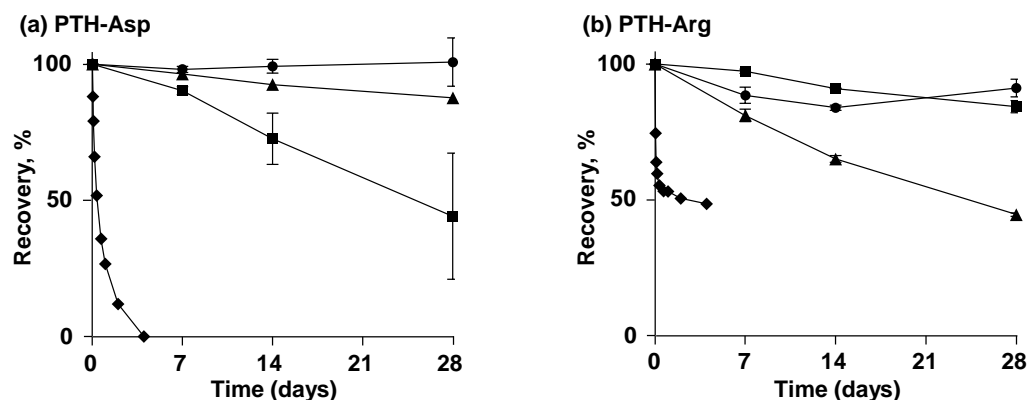 (a) PTH-Asp
100
50
0
Recovery, %
0 7 14 21 28
Time (days)
(b) PTH-Arg
100
50
0
Recovery, %
0 7 14 21 28
Time (days)